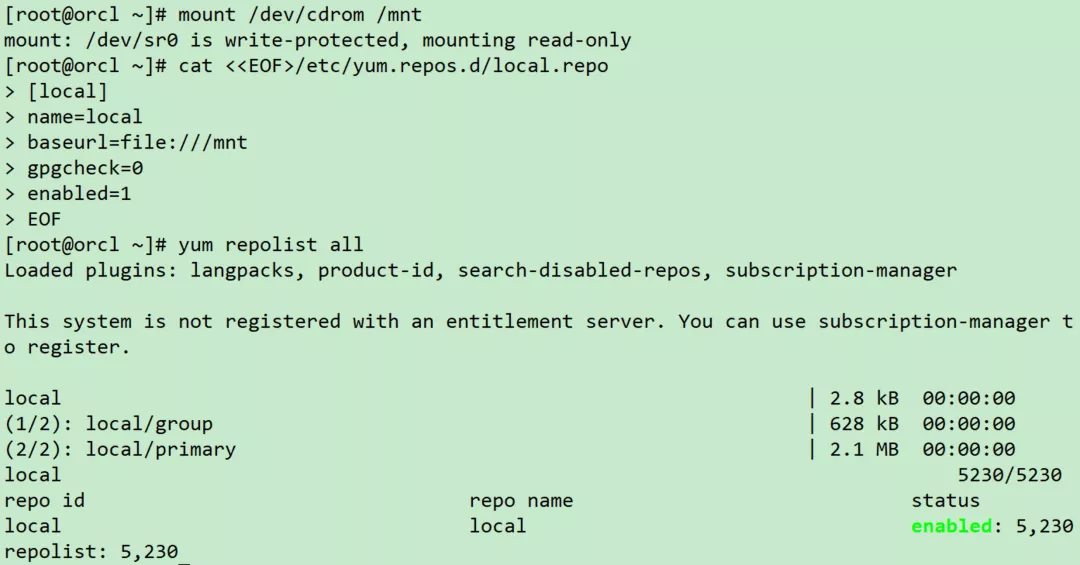 [root@orcl ~]# mount /dev/cdrom /mnt
mount: /dev/sr0 is write-protected, mounting read-only
[root@orcl ~]# cat <<EOF>/etc/yum.repos.d/local.repo
> [local]
> name=local
> baseurl=file:///mnt
> gpgcheck=0
> enabled=1
> EOF
[root@orcl ~]# yum repolist all
Loaded plugins: langpacks, product-id, search-disabled-repos, subscription-manager
This system is not registered with an entitlement server. You can use subscription-manager t
o register.
local | 2.8 kB 00:00:00
(1/2): local/group | 628 kB 00:00:00
(2/2): local/primary | 2.1 MB 00:00:00
local 5230/5230
repo id repo name status
local local enabled: 5,230
repolist: 5,230